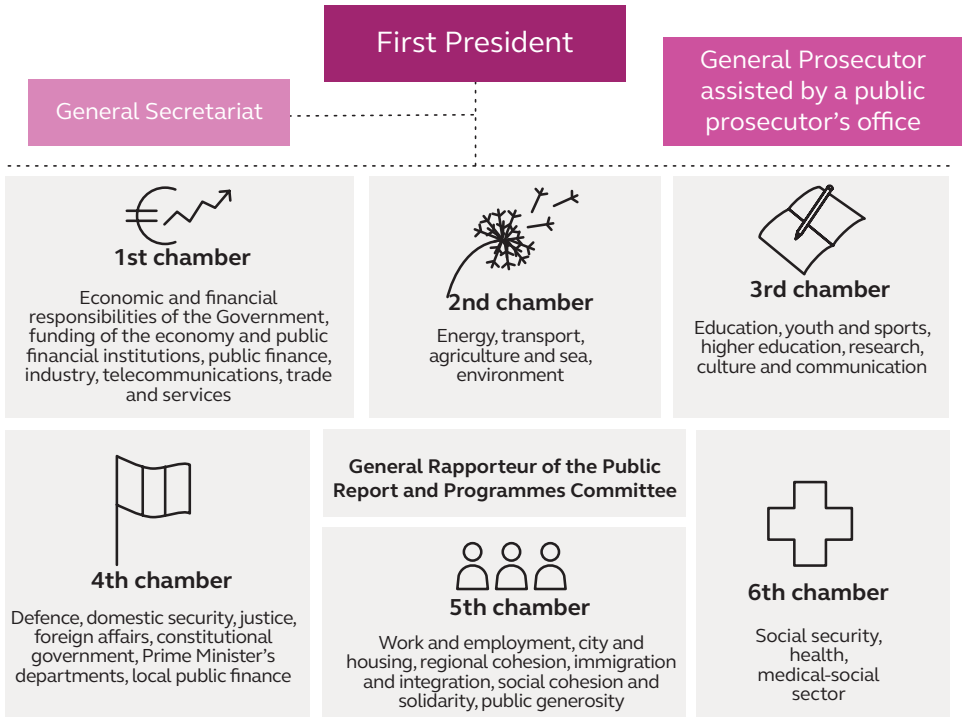 First President
General Secretariat
General Prosecutor
assisted by a public
prosecutor's office
1st chamber
Economic and financial
responsibilities of the Government,
funding of the economy and public
financial institutions, public finance,
industry, telecommunications, trade
and services
2nd chamber
Energy, transport,
agriculture and sea,
environment
3rd chamber
Education, youth and sports,
higher education, research,
culture and communication
4th chamber
Defence, domestic security, justice,
foreign affairs, constitutional
government, Prime Minister's
departments, local public finance
General Rapporteur of the Public
Report and Programmes Committee
5th chamber
Work and employment, city and
housing, regional cohesion, immigration
and integration, social cohesion and
solidarity, public generosity
6th chamber
Social security,
health,
medical-social
sector